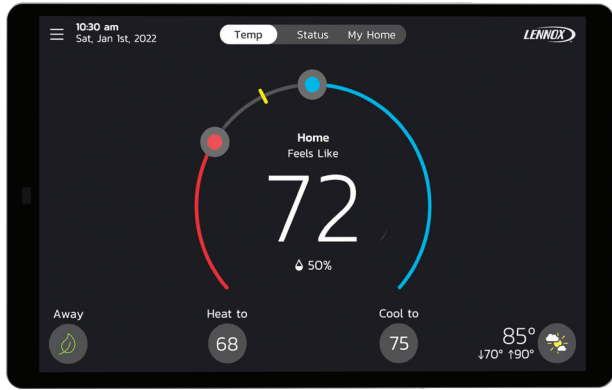 10:30 am
Sat, Jan 1st, 2022
Temp
Status
My Home
LENNOX
Home
Feels Like
72
50%
Away
Heat to
68
Cool to
75
85°
↓70° ↑90°